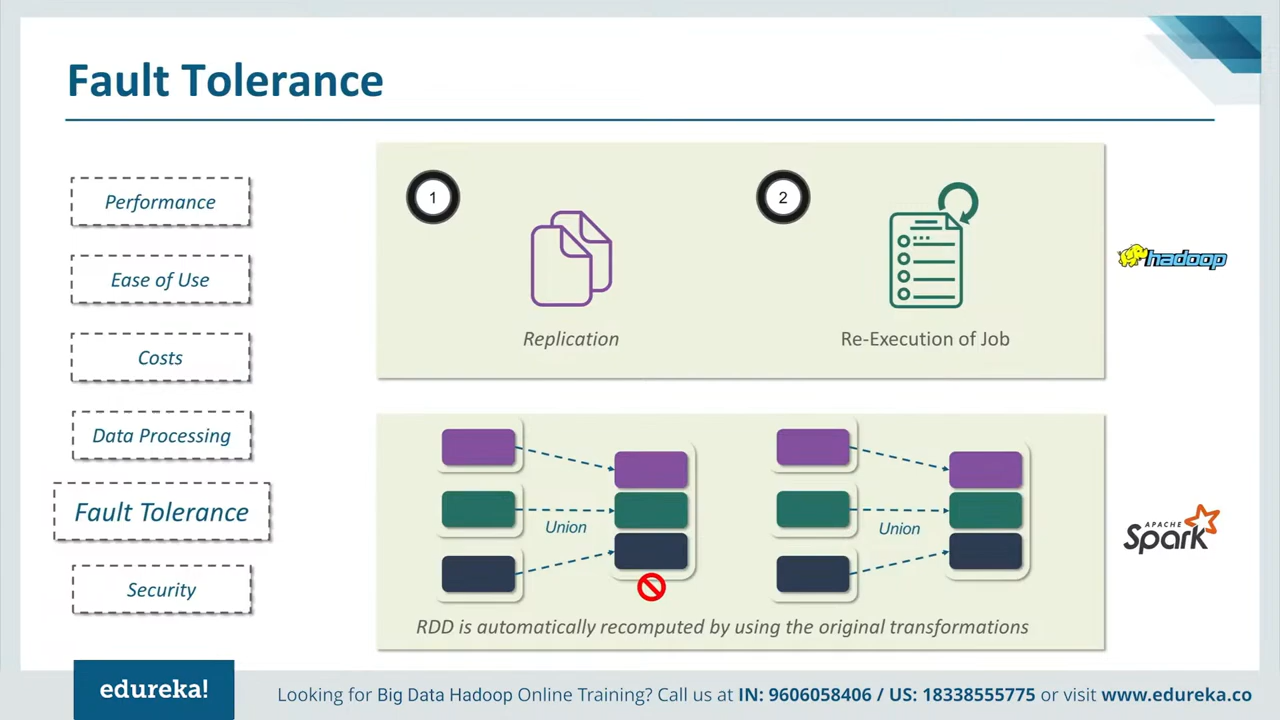 Fault Tolerance
Performance
Ease of Use
Costs
Data Processing
Fault Tolerance
Security
1
2
Replication
Re-Execution of Job
hadoop
Union
Union
RDD is automatically recomputed by using the original transformations
APACHE
Spark
edureka!
Looking for Big Data Hadoop Online Training? Call us at IN: 9606058406 / US: 18338555775 or visit www.edureka.co